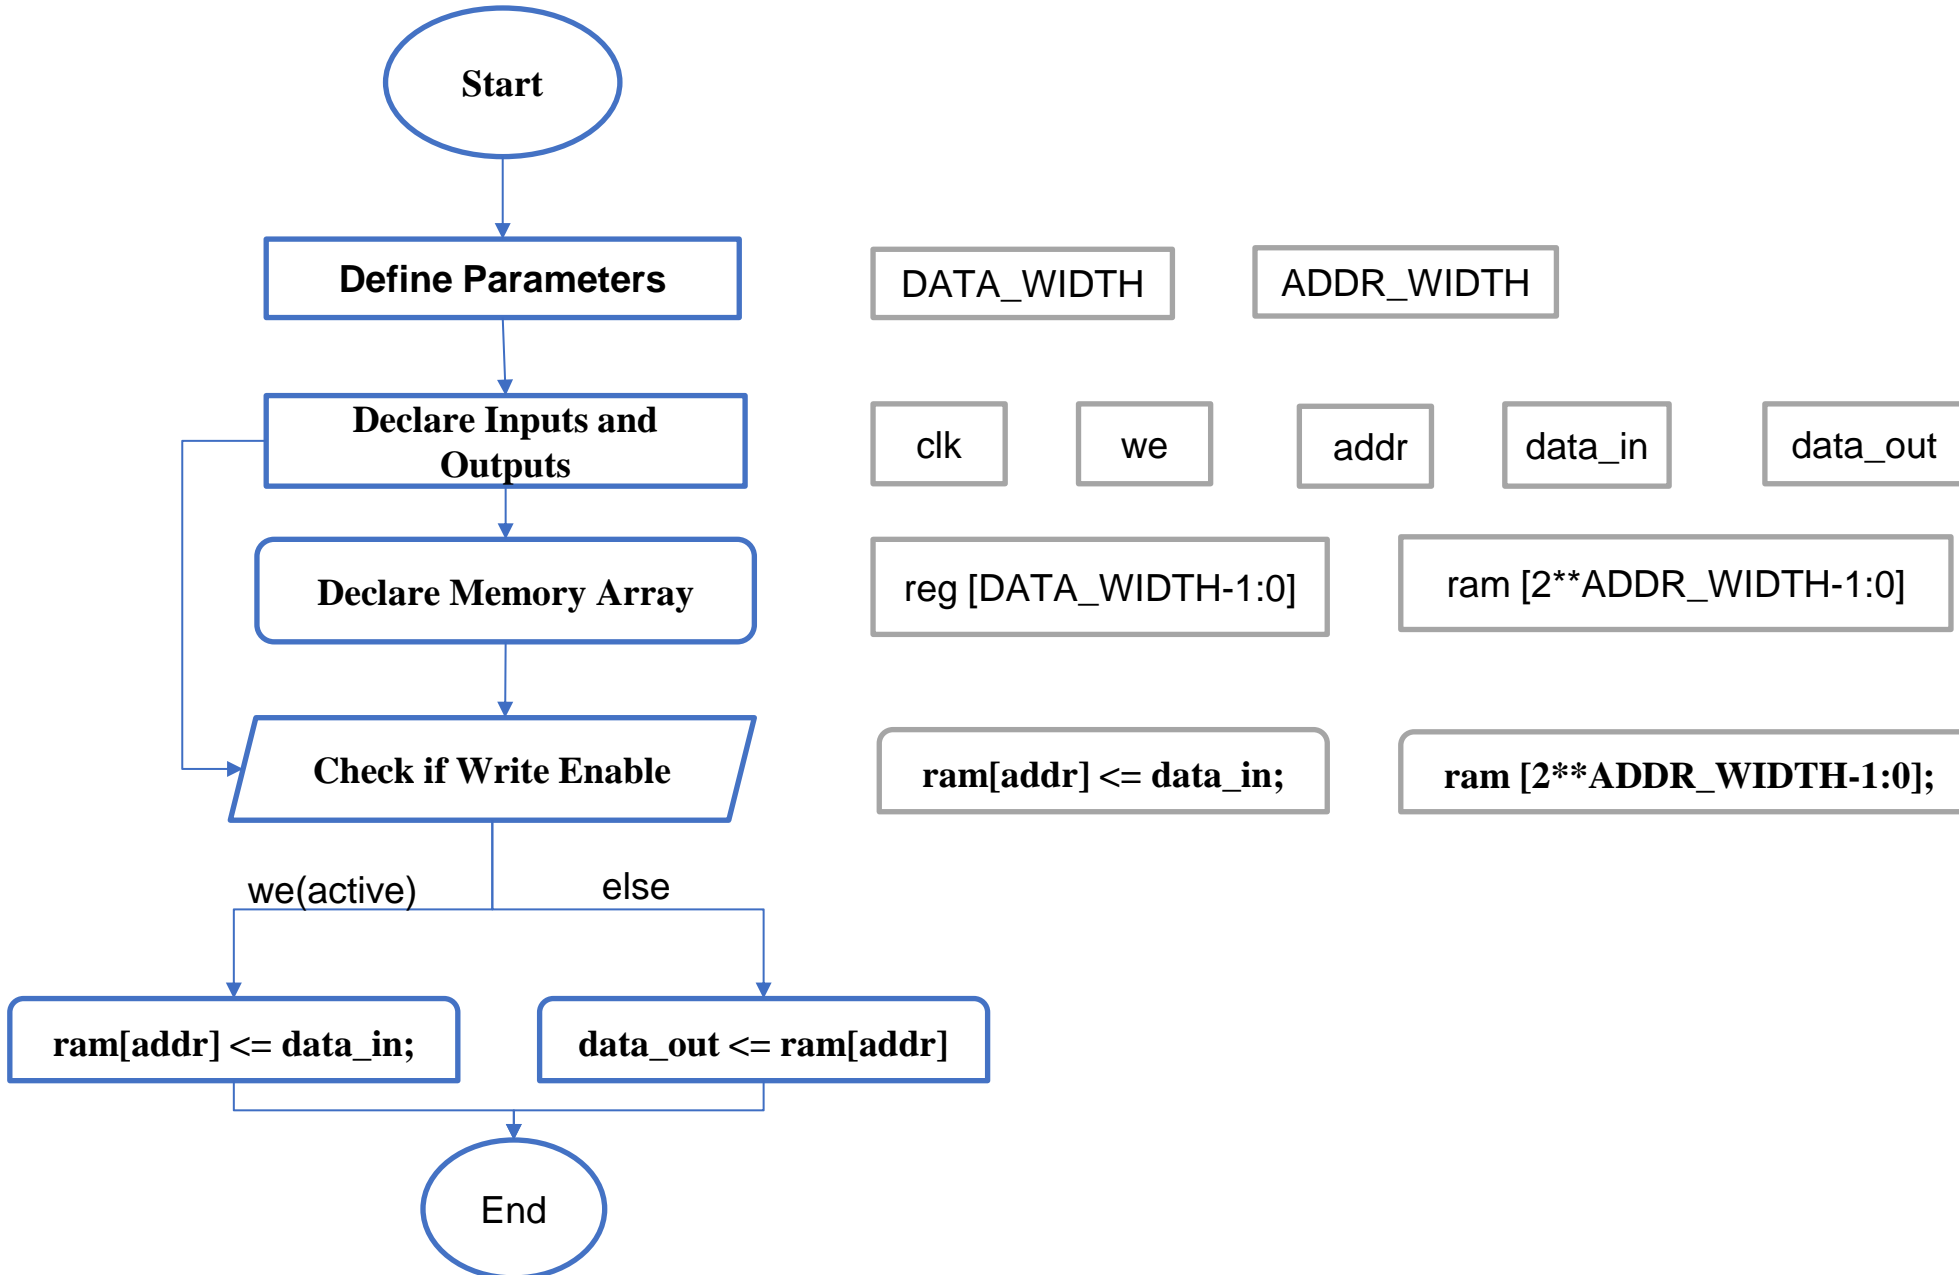 Start
Define Parameters
DATA_WIDTH
ADDR_WIDTH
Declare Inputs and
Outputs
clk
we
addr
data_in
data_out
Declare Memory Array
reg [DATA_WIDTH-1:0]
ram [2**ADDR_WIDTH-1:0]
Check if Write Enable
ram[addr] <= data_in;
ram [2**ADDR_WIDTH-1:0];
we(active)
else
ram[addr] <= data_in;
data_out <= ram[addr]
End